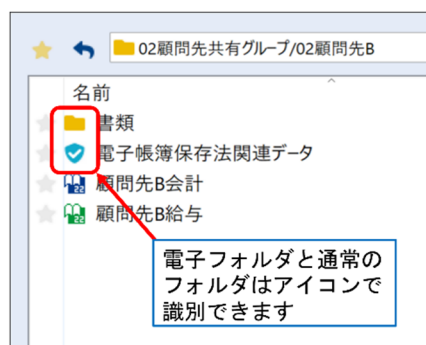 02顧問先共有グループ/02顧問先B
名前
書類
電子帳簿保存法関連データ
顧問先B会計
顧問先B給与
電子フォルダと通常の
フォルダはアイコンで
識別できます